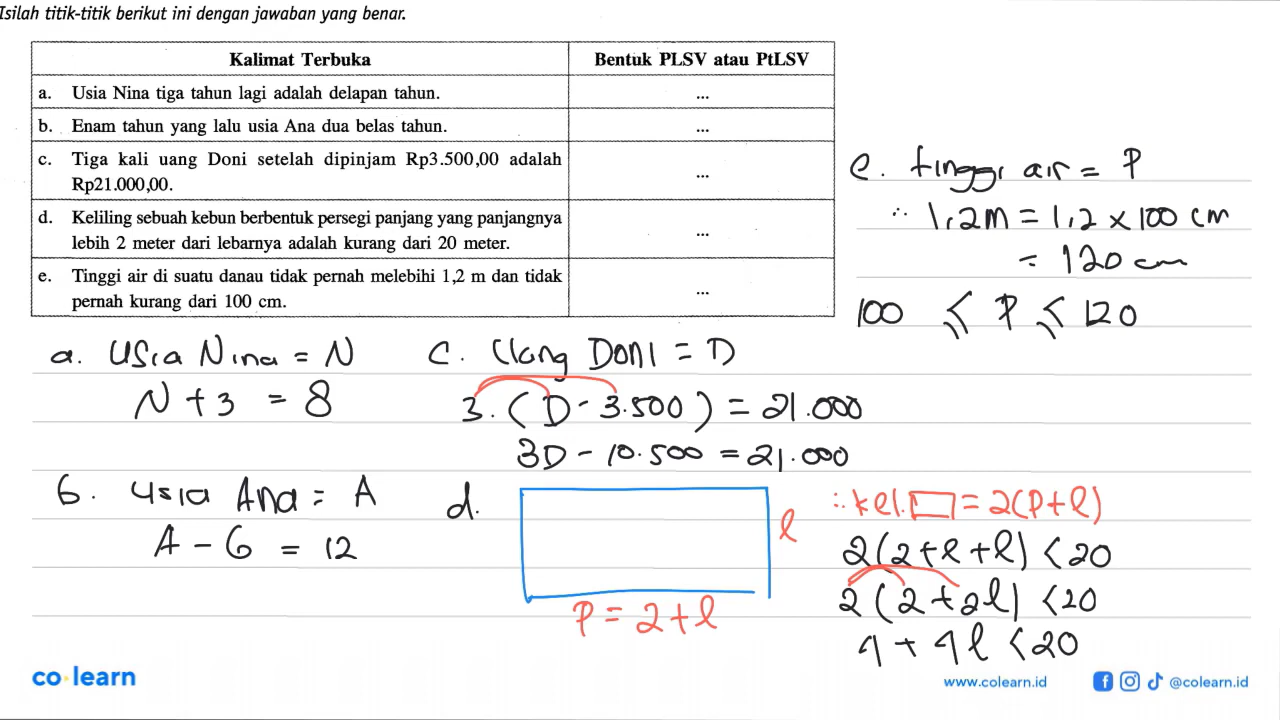 Isilah titik-titik berikut ini dengan jawaban yang benar.
Kalimat Terbuka
Bentuk PLSV atau PtLSV
a. Usia Nina tiga tahun lagi adalah delapan tahun.
...
b. Enam tahun yang lalu usia Ana dua belas tahun.
...
c. Tiga kali uang Doni setelah dipinjam Rp3.500,00 adalah
Rp21.000,00.
...
d. Keliling sebuah kebun berbentuk persegi panjang yang panjangnya
lebih 2 meter dari lebarnya adalah kurang dari 20 meter.
...
e. Tinggi air di suatu danau tidak pernah melebihi 1,2 m dan tidak
pernah kurang dari 100 cm.
...
e. tinggi air = P
∴ 1,2 m = 1,2 × 100 cm
= 120 cm
100 ≤ P ≤ 120
a. Usia Nina = N
N + 3 = 8
b. Usia Ana = A
A - 6 = 12
c. Uang Doni = D
3. (D - 3.500) = 21.000
3D - 10.500 = 21.000
d.
l
P = 2 + l
∴ kel. = 2(P+l)
2(2+l+l) < 20
2(2+2l) < 20
4 + 4l < 20
co·learn
www.colearn.id
@colearn.id